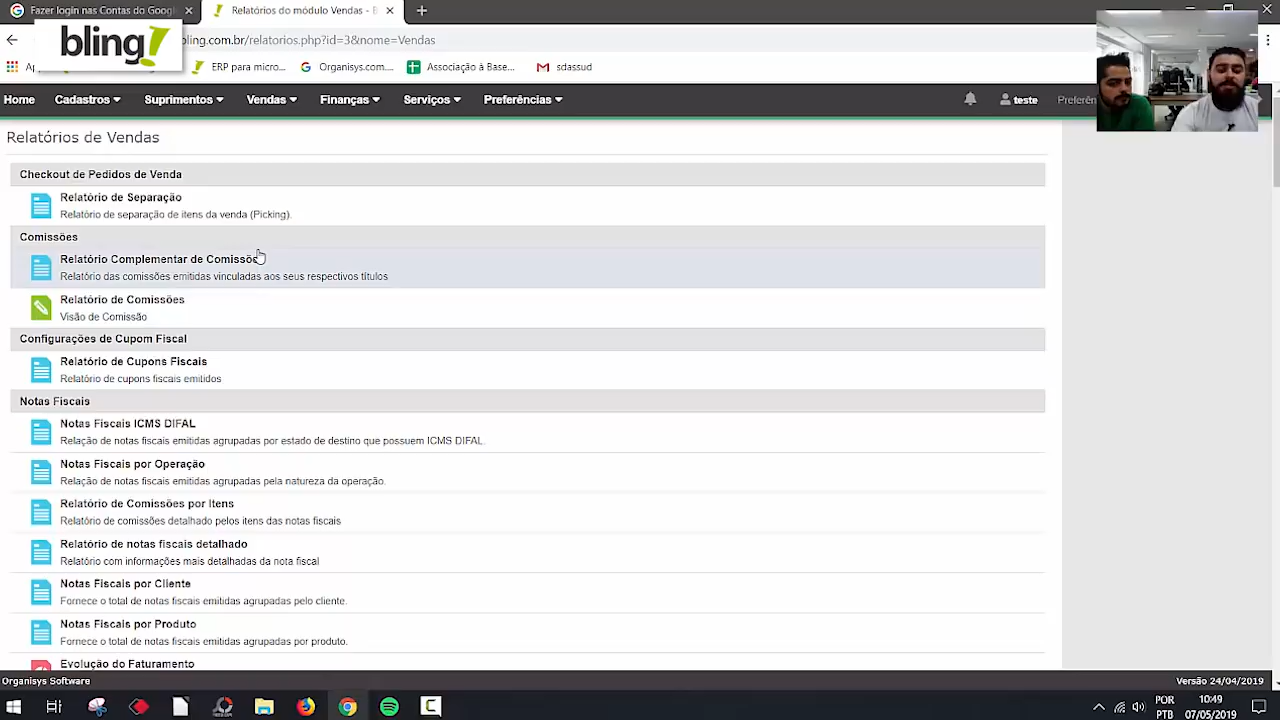 Fazer login nas Contas do Goog
Relatórios do módulo Vendas - B
bling!
bling.com.br/relatorios.php?id=3&nome=Vendas
ERP para micro...
Organisys.com...
à Base...
sdassud
Home
Cadastros
Suprimentos
Vendas
Finanças
Serviços
Preferências
teste
Preferên
Relatórios de Vendas
Checkout de Pedidos de Venda
Relatório de Separação
Relatório de separação de itens da venda (Picking).
Comissões
Relatório Complementar de Comissões
Relatório das comissões emitidas vinculadas aos seus respectivos títulos
Relatório de Comissões
Visão de Comissão
Configurações de Cupom Fiscal
Relatório de Cupons Fiscais
Relatório de cupons fiscais emitidos
Notas Fiscais
Notas Fiscais ICMS DIFAL
Relação de notas fiscais emitidas agrupadas por estado de destino que possuem ICMS DIFAL.
Notas Fiscais por Operação
Relação de notas fiscais emitidas agrupadas pela natureza da operação.
Relatório de Comissões por Itens
Relatório de comissões detalhado pelos itens das notas fiscais
Relatório de notas fiscais detalhado
Relatório com informações mais detalhadas da nota fiscal
Notas Fiscais por Cliente
Fornece o total de notas fiscais emitidas agrupadas pelo cliente.
Notas Fiscais por Produto
Fornece o total de notas fiscais emitidas agrupadas por produto.
Evolução do Faturamento
Organisys Software
Versão 24/04/2019
POR
PTB
10:49
07/05/2019